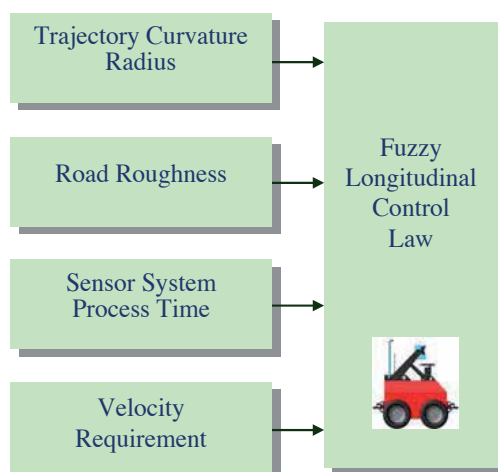 Trajectory Curvature
Radius
Road Roughness
Sensor System
Process Time
Velocity
Requirement
Fuzzy
Longitudinal
Control
Law